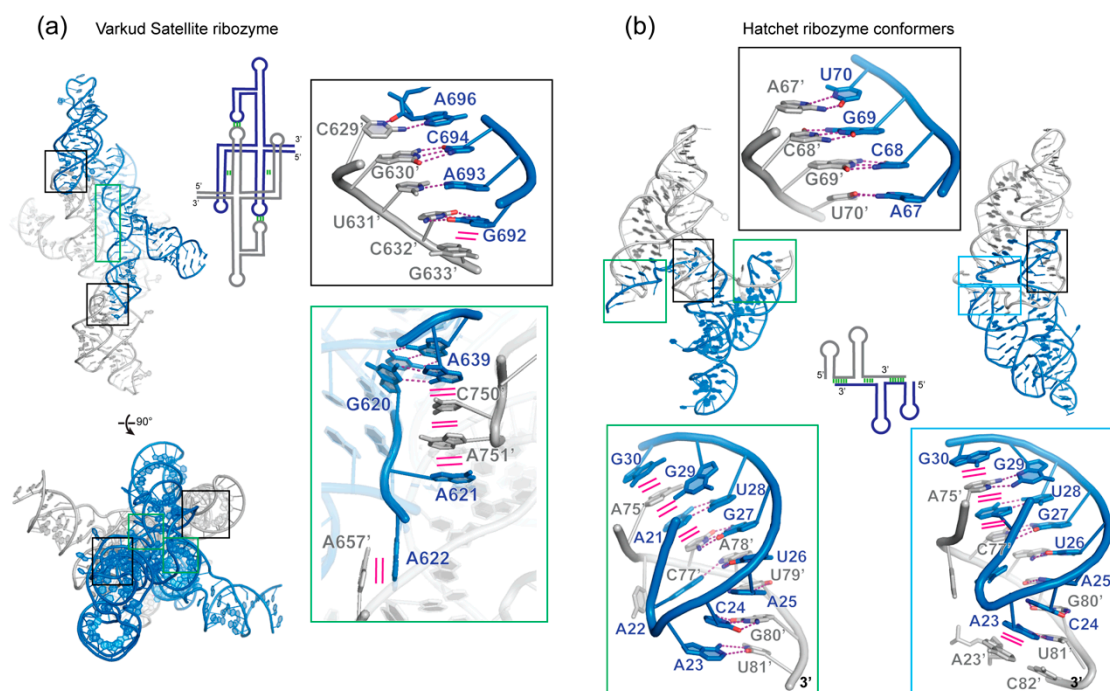 (a)
Varkud Satellite ribozyme
3'
5'
5'
3'
90°
A696
C629'
C694
G630'
A693
U631'
G692
C632'
G633'
A639
C750'
G620
A751'
A621
A657'
A622
(b)
Hatchet ribozyme conformers
U70
A67'
G69
C68'
C68
G69'
U70'
A67
5'
3'
3'
5'
G30
G29
A75'
U28
A21
G27
A78'
U26
C77'
U79'
A25
A22
C24
G80'
A23
U81'
3'
G30
G29
A75'
U28
G27
C77'
U26
A25
G80'
A23
C24
U81'
A23'
C82'
3'